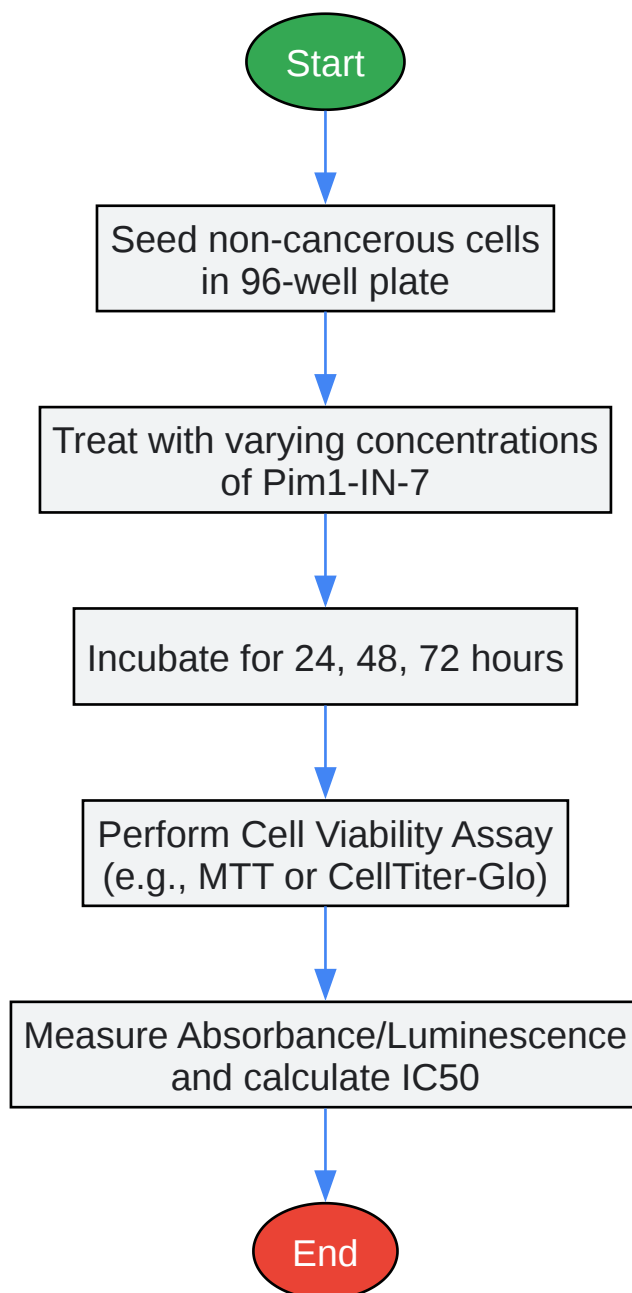 Start
Seed non-cancerous cells
in 96-well plate
Treat with varying concentrations
of Pim1-IN-7
Incubate for 24, 48, 72 hours
Perform Cell Viability Assay
(e.g., MTT or CellTiter-Glo)
Measure Absorbance/Luminescence
and calculate IC50
End